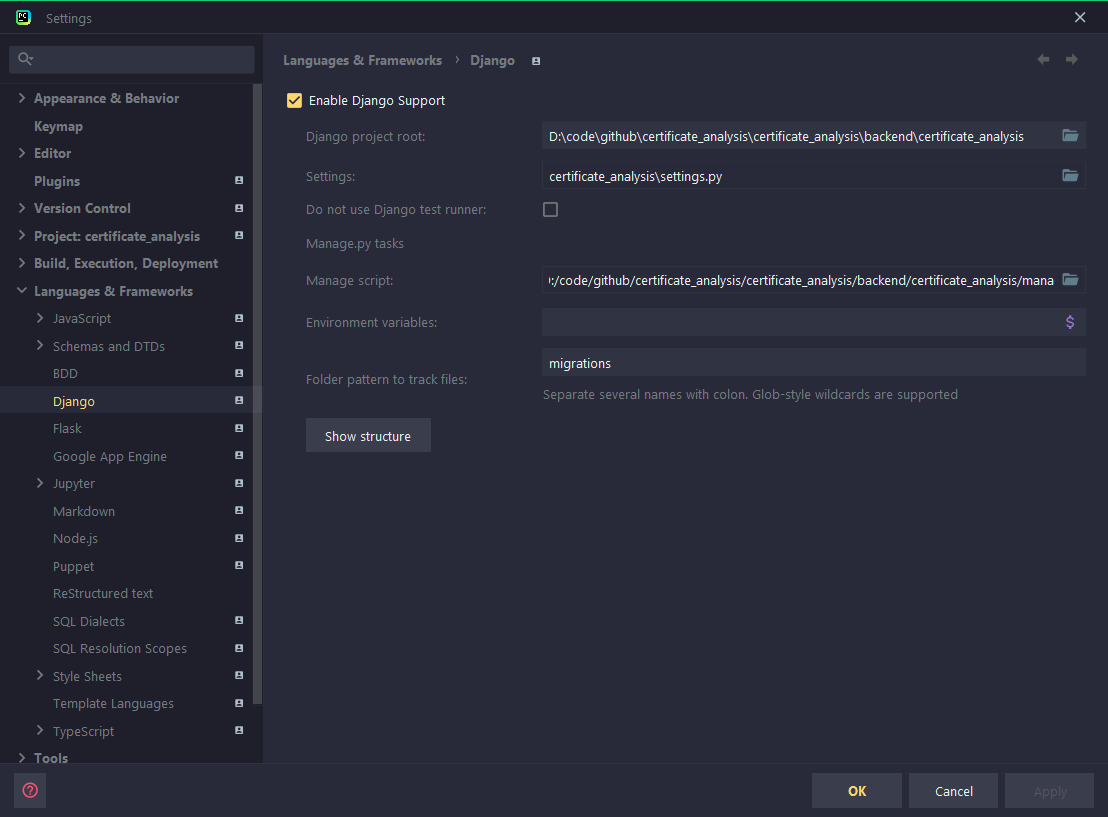 PC
Settings
Appearance & Behavior
Keymap
Editor
Plugins
Version Control
Project: certificate_analysis
Build, Execution, Deployment
Languages & Frameworks
JavaScript
Schemas and DTDs
BDD
Django
Flask
Google App Engine
Jupyter
Markdown
Node.js
Puppet
ReStructured text
SQL Dialects
SQL Resolution Scopes
Style Sheets
Template Languages
TypeScript
Tools
Languages & Frameworks › Django
Enable Django Support
Django project root: D:\code\github\certificate_analysis\certificate_analysis\backend\certificate_analysis
Settings: certificate_analysis\settings.py
Do not use Django test runner:
Manage.py tasks
Manage script: :/code/github/certificate_analysis/certificate_analysis/backend/certificate_analysis/mana
Environment variables: $
Folder pattern to track files: migrations
Separate several names with colon. Glob-style wildcards are supported
Show structure
?
OK
Cancel
Apply